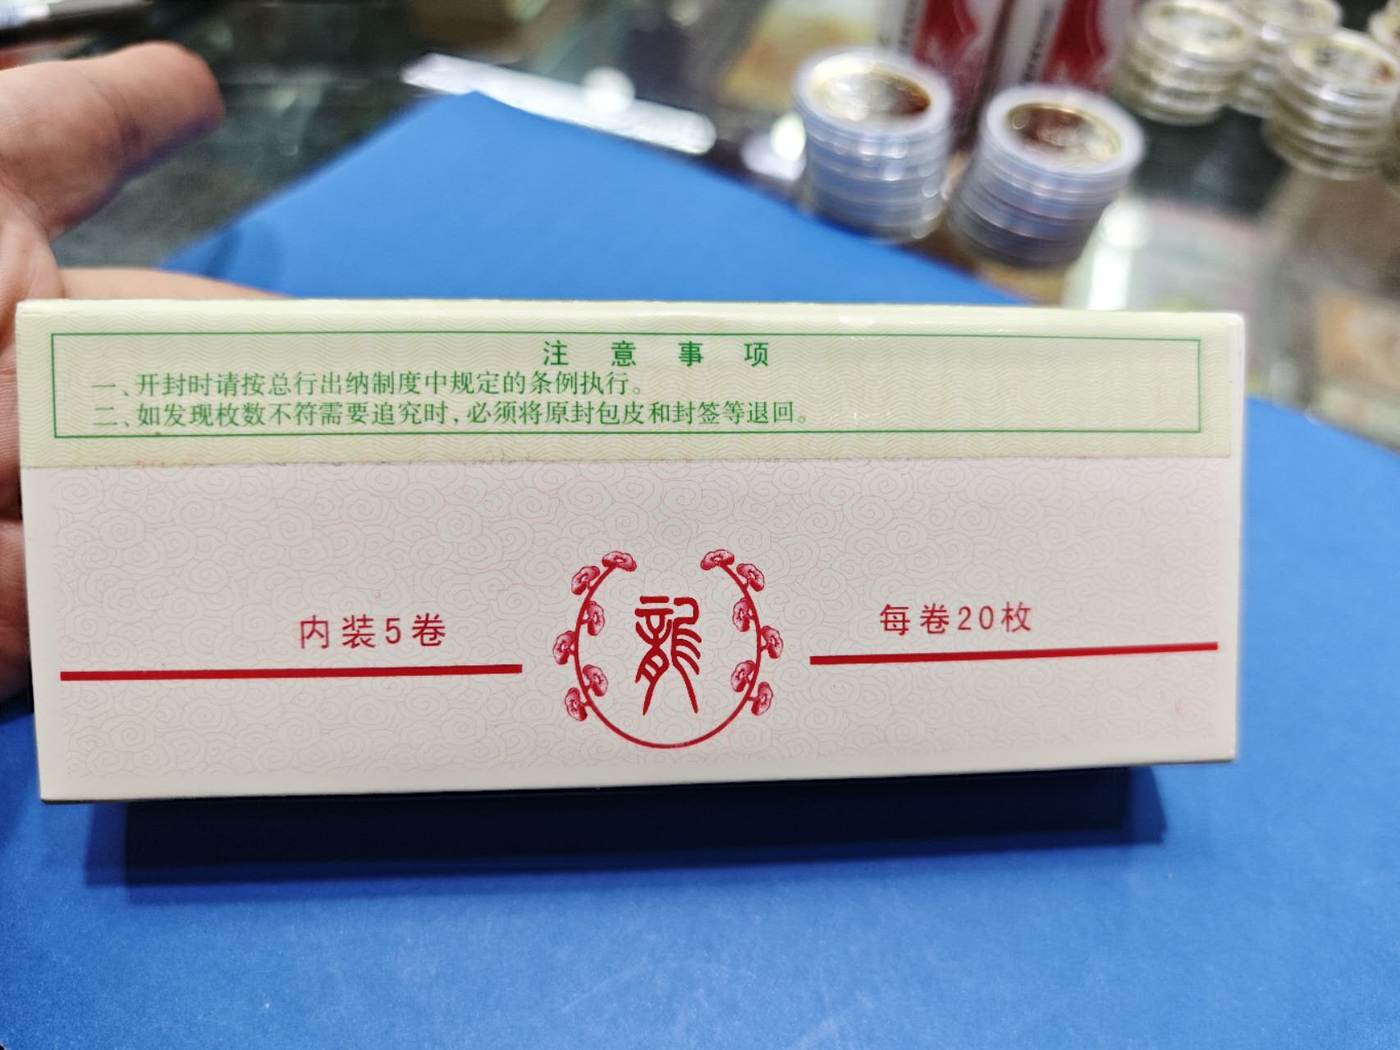 注意事项
一、开封时请按总行出纳制度中规定的条例执行。
二、如发现枚数不符需要追究时,必须将原封包皮和封签等退回。
内装5卷
龍
每卷20枚